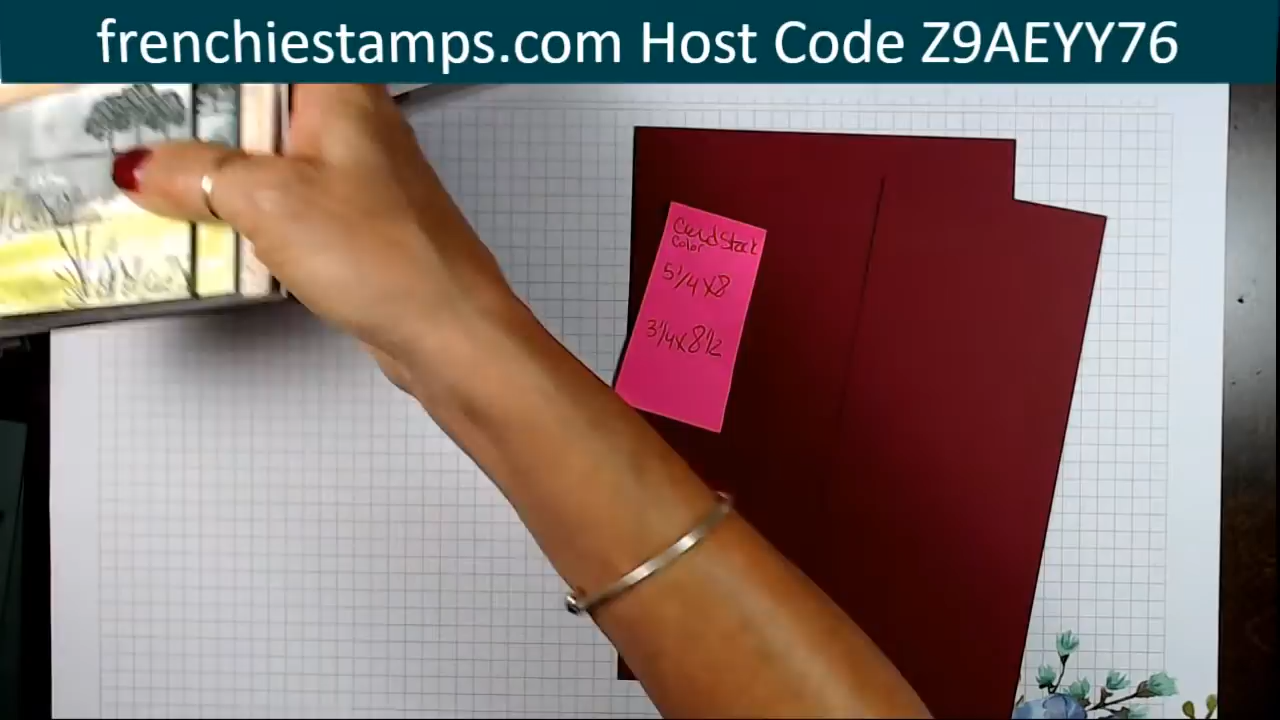 frenchiestamps.com Host Code Z9AEYY76
Card Stock
Color
5 1/4 X 8
3 1/4 X 8 1/2